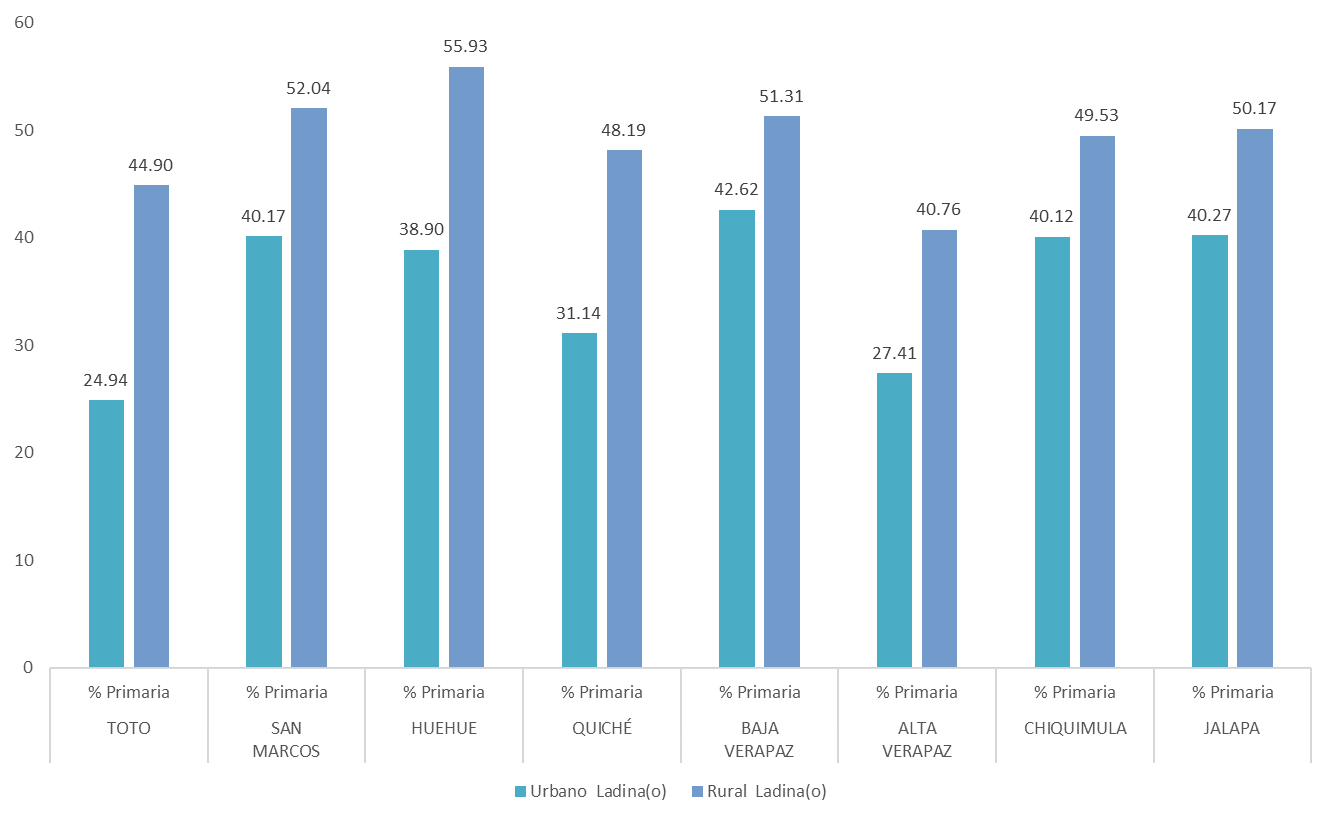 60
50
40
30
20
10
0
24.94
44.90
40.17
52.04
38.90
55.93
31.14
48.19
42.62
51.31
27.41
40.76
40.12
49.53
40.27
50.17
% Primaria % Primaria % Primaria % Primaria % Primaria % Primaria % Primaria % Primaria
TOTO
SAN
MARCOS
HUEHUE
QUICHÉ
BAJA
VERAPAZ
ALTA
VERAPAZ
CHIQUIMULA
JALAPA
Urbano Ladina(o) Rural Ladina(o)